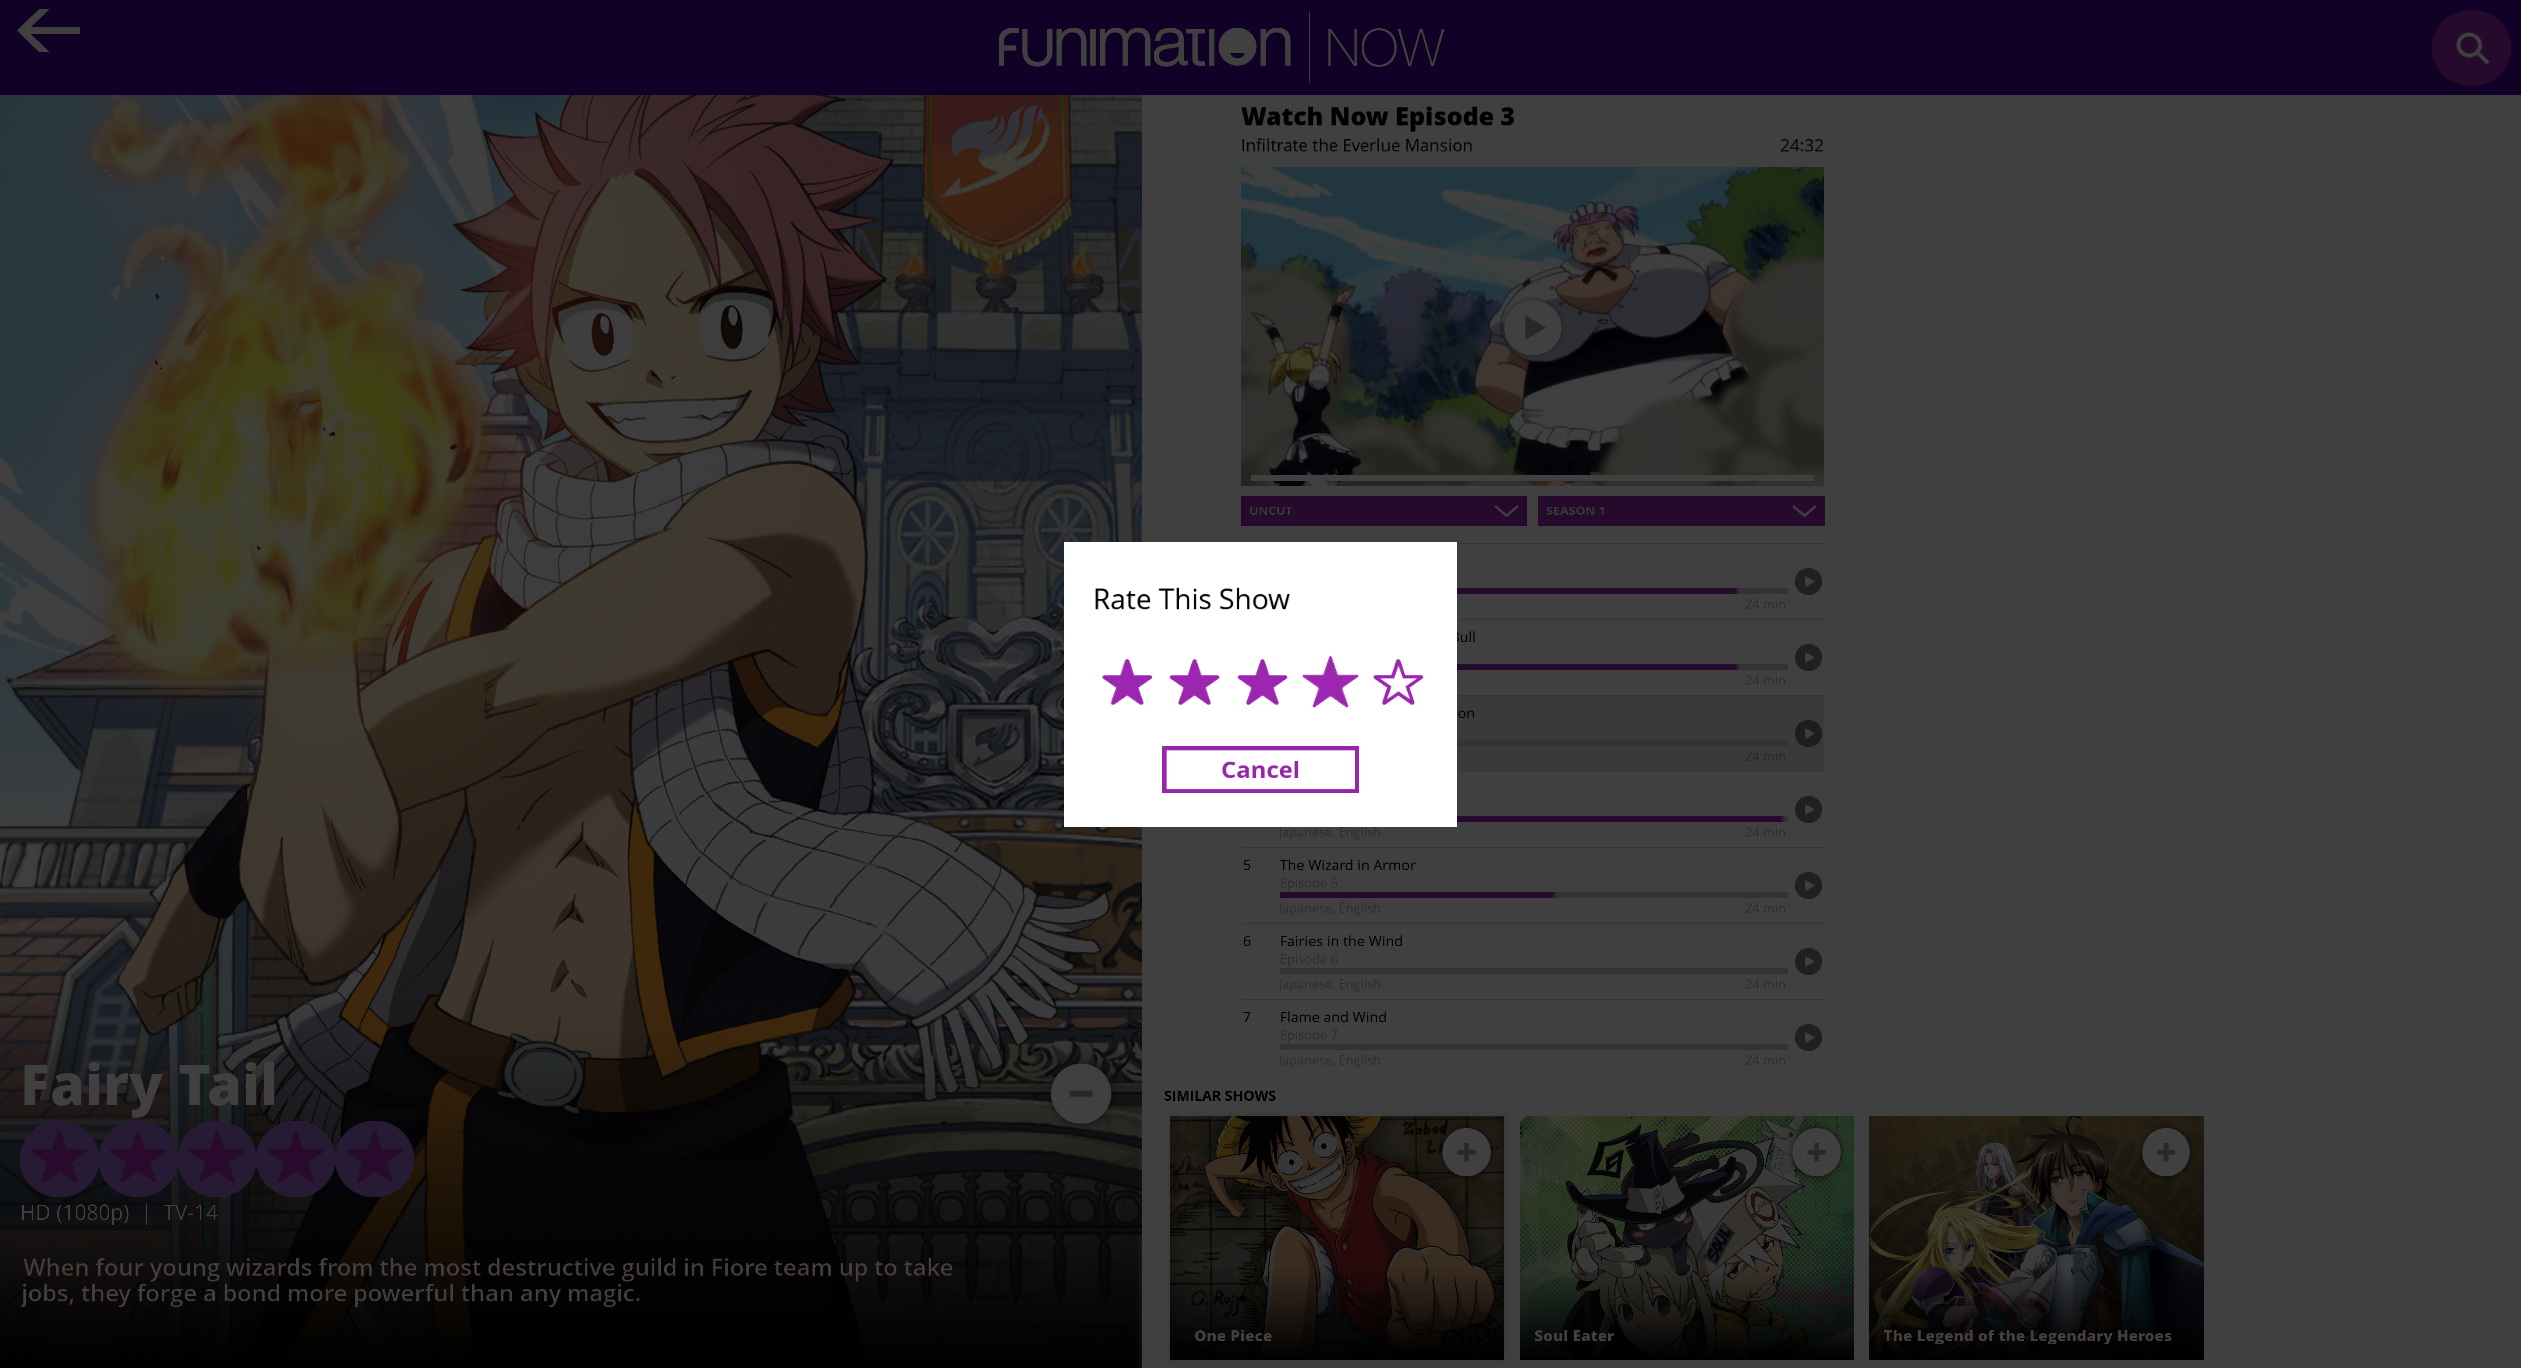 FUNIMATION | NOW
Watch Now Episode 3
Infiltrate the Everlue Mansion 24:32
UNCUT SEASON 1
24 min
Bull
24 min
on
24 min
Japanese, English 24 min
5 The Wizard in Armor
Episode 5
Japanese, English 24 min
6 Fairies in the Wind
Episode 6
Japanese, English 24 min
7 Flame and Wind
Episode 7
Japanese, English 24 min
Rate This Show
Cancel
Fairy Tail
HD (1080p) | TV-14
When four young wizards from the most destructive guild in Fiore team up to take
jobs, they forge a bond more powerful than any magic.
SIMILAR SHOWS
One Piece
Soul Eater
The Legend of the Legendary Heroes